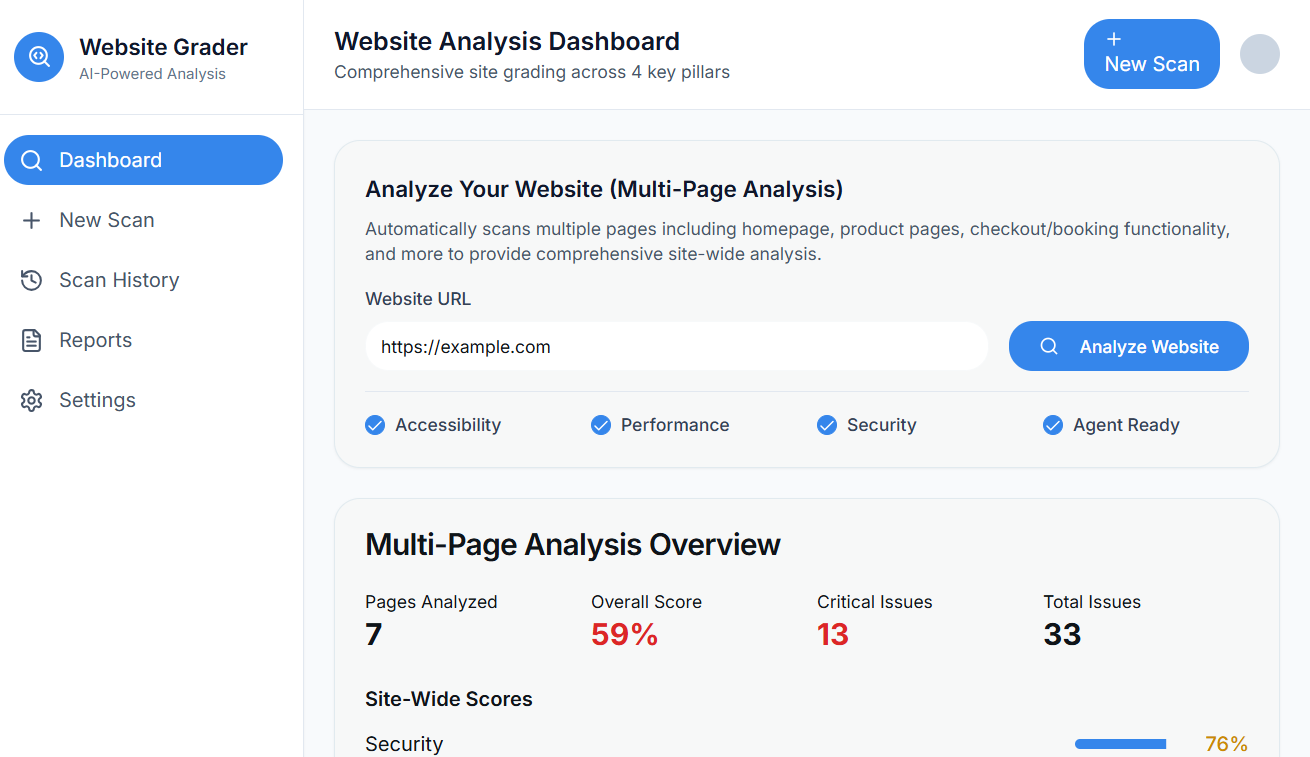 Website Grader
AI-Powered Analysis
Dashboard
New Scan
Scan History
Reports
Settings
Website Analysis Dashboard
Comprehensive site grading across 4 key pillars
New Scan
Analyze Your Website (Multi-Page Analysis)
Automatically scans multiple pages including homepage, product pages, checkout/booking functionality,
and more to provide comprehensive site-wide analysis.
Website URL
https://example.com
Analyze Website
Accessibility
Performance
Security
Agent Ready
Multi-Page Analysis Overview
Pages Analyzed
7
Overall Score
59%
Critical Issues
13
Total Issues
33
Site-Wide Scores
Security
76%